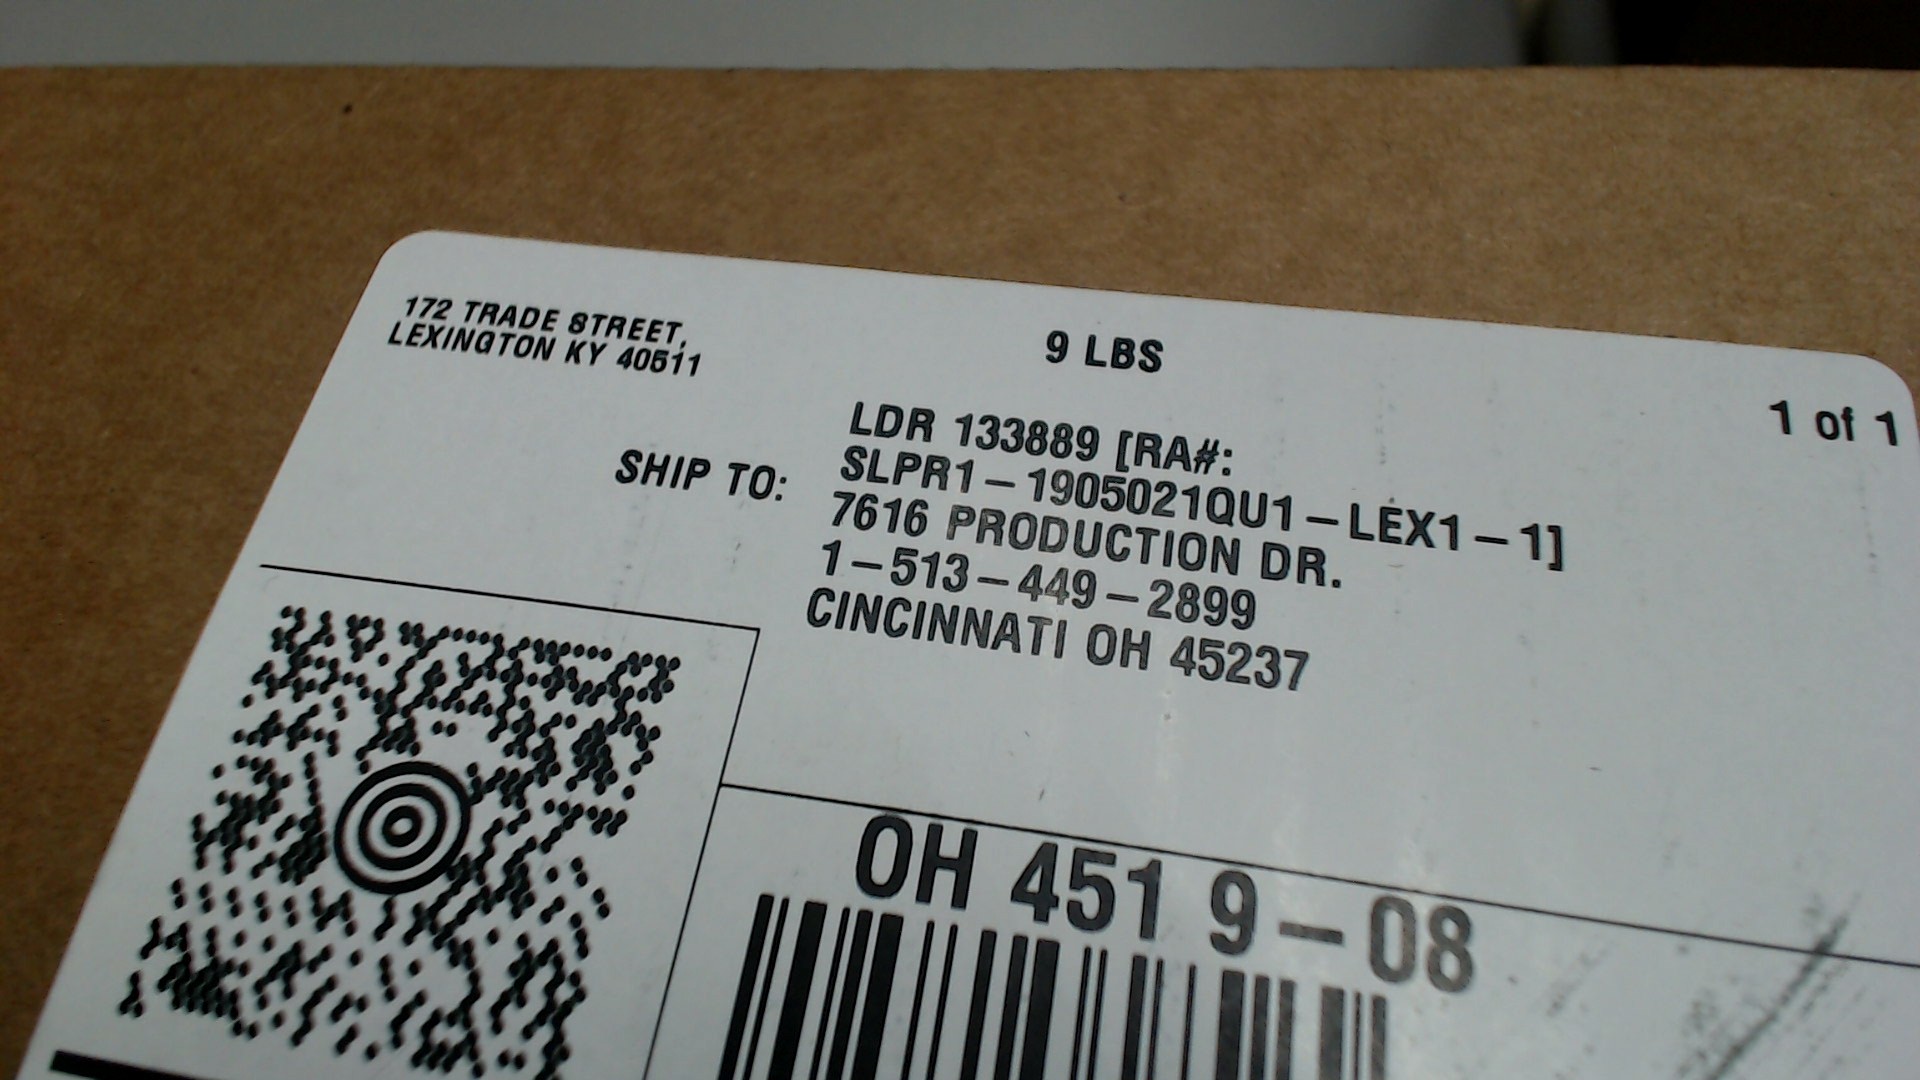 172 TRADE STREET,
LEXINGTON KY 40511
9 LBS
1 of 1
SHIP TO:
LDR 133889 [RA#:
SLPR1-1905021QU1-LEX1-1]
7616 PRODUCTION DR.
1-513-449-2899
CINCINNATI OH 45237
OH 451 9-08